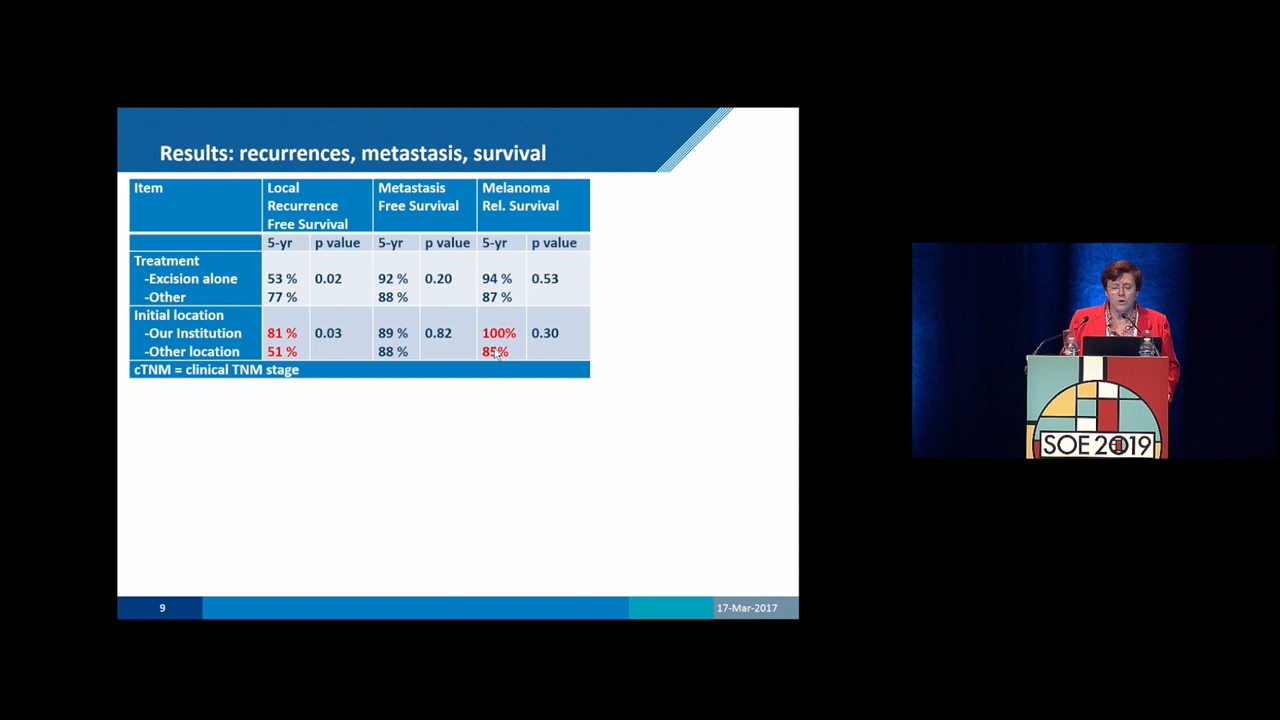 Results: recurrences, metastasis, survival
Item Local Metastasis Melanoma
Recurrence Free Survival Rel. Survival
Free Survival
5-yr p value 5-yr p value 5-yr p value
Treatment
-Excision alone 53 % 0.02 92 % 0.20 94 % 0.53
-Other 77 % 88 % 87 %
Initial location
-Our Institution 81 % 0.03 89 % 0.82 100% 0.30
-Other location 51 % 88 %
cTNM = clinical TNM stage
9 17-Mar-2017
SOE 2019